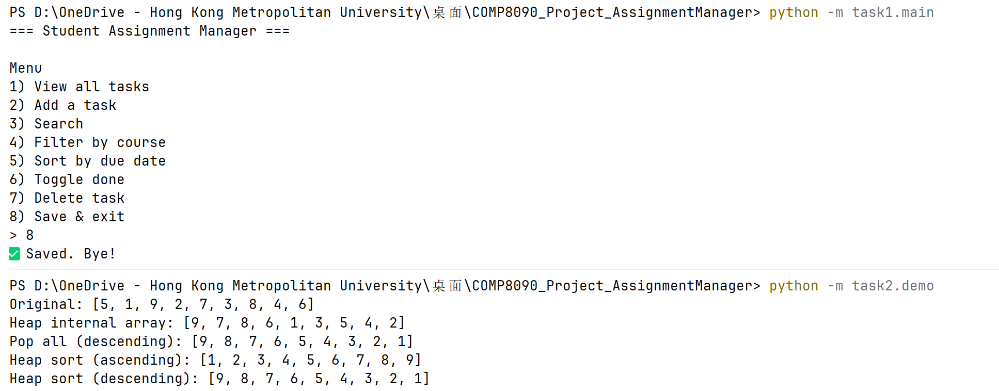 PS D:\OneDrive - Hong Kong Metropolitan University\桌面\COMP8090_Project_AssignmentManager> python -m task1.main
=== Student Assignment Manager ===
Menu
1) View all tasks
2) Add a task
3) Search
4) Filter by course
5) Sort by due date
6) Toggle done
7) Delete task
8) Save & exit
> 8
✅ Saved. Bye!
PS D:\OneDrive - Hong Kong Metropolitan University\桌面\COMP8090_Project_AssignmentManager> python -m task2.demo
Original: [5, 1, 9, 2, 7, 3, 8, 4, 6]
Heap internal array: [9, 7, 8, 6, 1, 3, 5, 4, 2]
Pop all (descending): [9, 8, 7, 6, 5, 4, 3, 2, 1]
Heap sort (ascending): [1, 2, 3, 4, 5, 6, 7, 8, 9]
Heap sort (descending): [9, 8, 7, 6, 5, 4, 3, 2, 1]